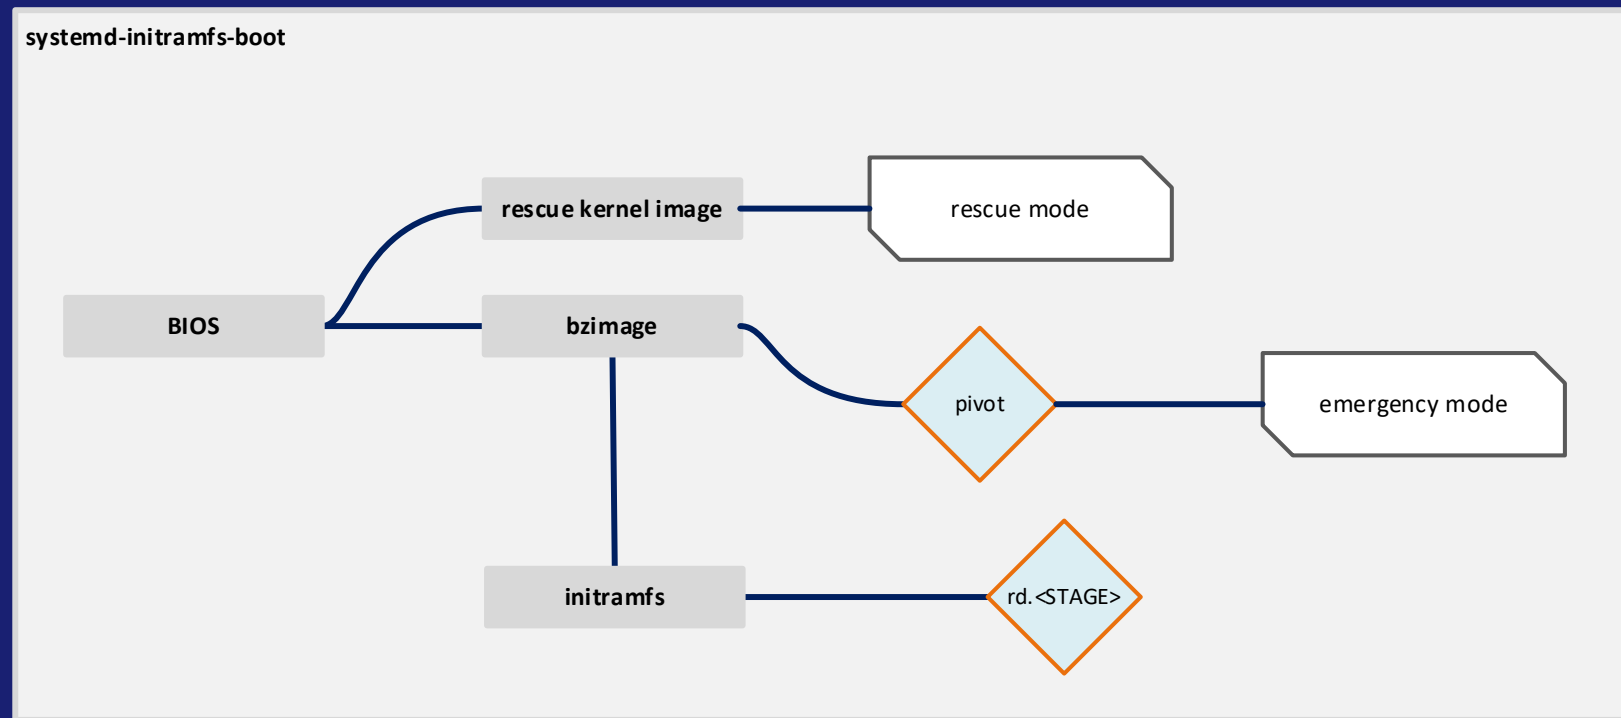 systemd-initramfs-boot
rescue kernel image
rescue mode
BIOS
bzimage
pivot
emergency mode
initramfs
rd.<STAGE>